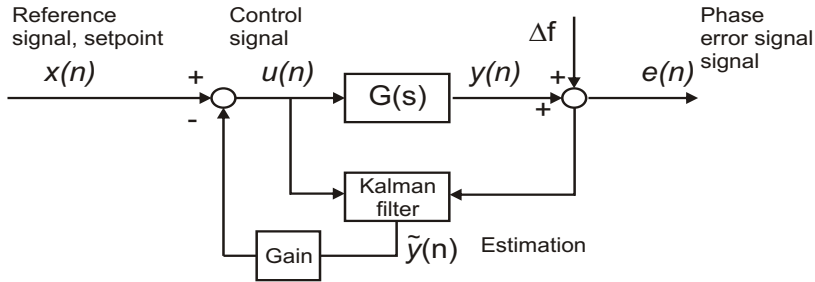 Reference
signal, setpoint
x(n)
Control
signal
u(n)
Δf
Phase
error signal
signal
+
-
G(s)
y(n)
+
+
e(n)
Kalman
filter
Gain
ỹ(n)
Estimation